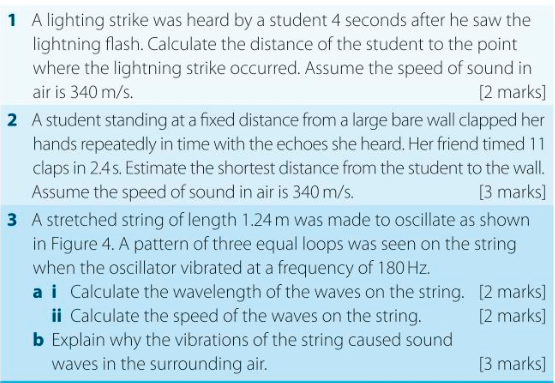 1 A lighting strike was heard by a student 4 seconds after he saw the
lightning flash. Calculate the distance of the student to the point
where the lightning strike occurred. Assume the speed of sound in
air is 340 m/s. [2 marks]
2 A student standing at a fixed distance from a large bare wall clapped her
hands repeatedly in time with the echoes she heard. Her friend timed 11
claps in 2.4 s. Estimate the shortest distance from the student to the wall.
Assume the speed of sound in air is 340 m/s. [3 marks]
3 A stretched string of length 1.24 m was made to oscillate as shown
in Figure 4. A pattern of three equal loops was seen on the string
when the oscillator vibrated at a frequency of 180 Hz.
a i Calculate the wavelength of the waves on the string. [2 marks]
ii Calculate the speed of the waves on the string. [2 marks]
b Explain why the vibrations of the string caused sound
waves in the surrounding air. [3 marks]